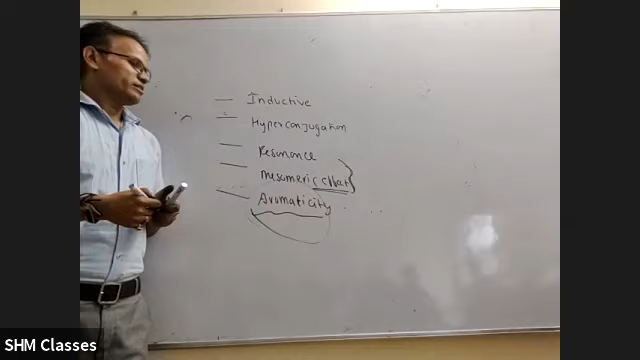 — Inductive
— Hyperconjugation
— Resonance
— Mesomeric effect
— Aromaticity
SHM Classes